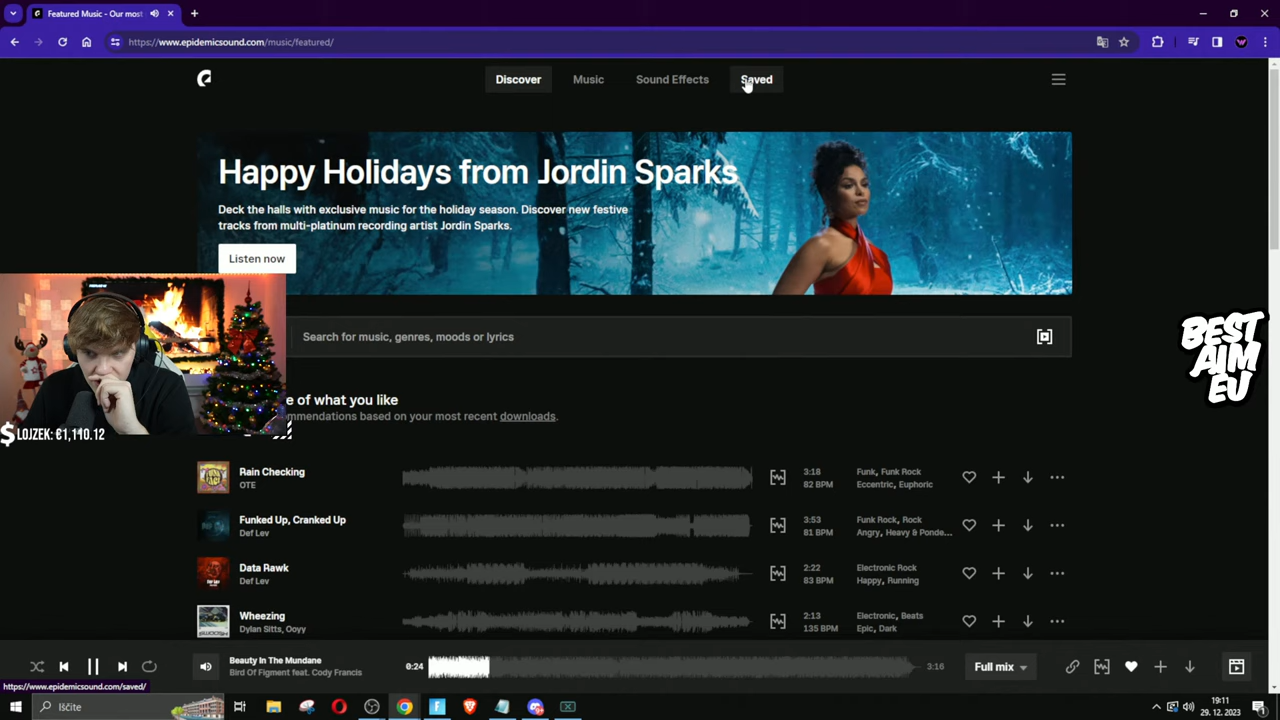 Featured Music - Our most
https://www.epidemicsound.com/music/featured/
Discover
Music
Sound Effects
Saved
Happy Holidays from Jordin Sparks
Deck the halls with exclusive music for the holiday season. Discover new festive
tracks from multi-platinum recording artist Jordin Sparks.
Listen now
Search for music, genres, moods or lyrics
BEST
AIM
EU
e of what you like
mmendations based on your most recent downloads.
$ LOJZEK: €1,110.12
Rain Checking
OTE
3:18
82 BPM
Funk, Funk Rock
Eccentric, Euphoric
Funked Up, Cranked Up
Def Lev
3:53
81 BPM
Funk Rock, Rock
Angry, Heavy & Ponde...
Data Rawk
Def Lev
2:22
83 BPM
Electronic Rock
Happy, Running
Wheezing
Dylan Sitts, Ooyy
2:13
135 BPM
Electronic, Beats
Epic, Dark
Beauty In The Mundane
Bird Of Figment feat. Cody Francis
0:24
3:16
Full mix
https://www.epidemicsound.com/saved/
Iščite
19:11
29. 12. 2023